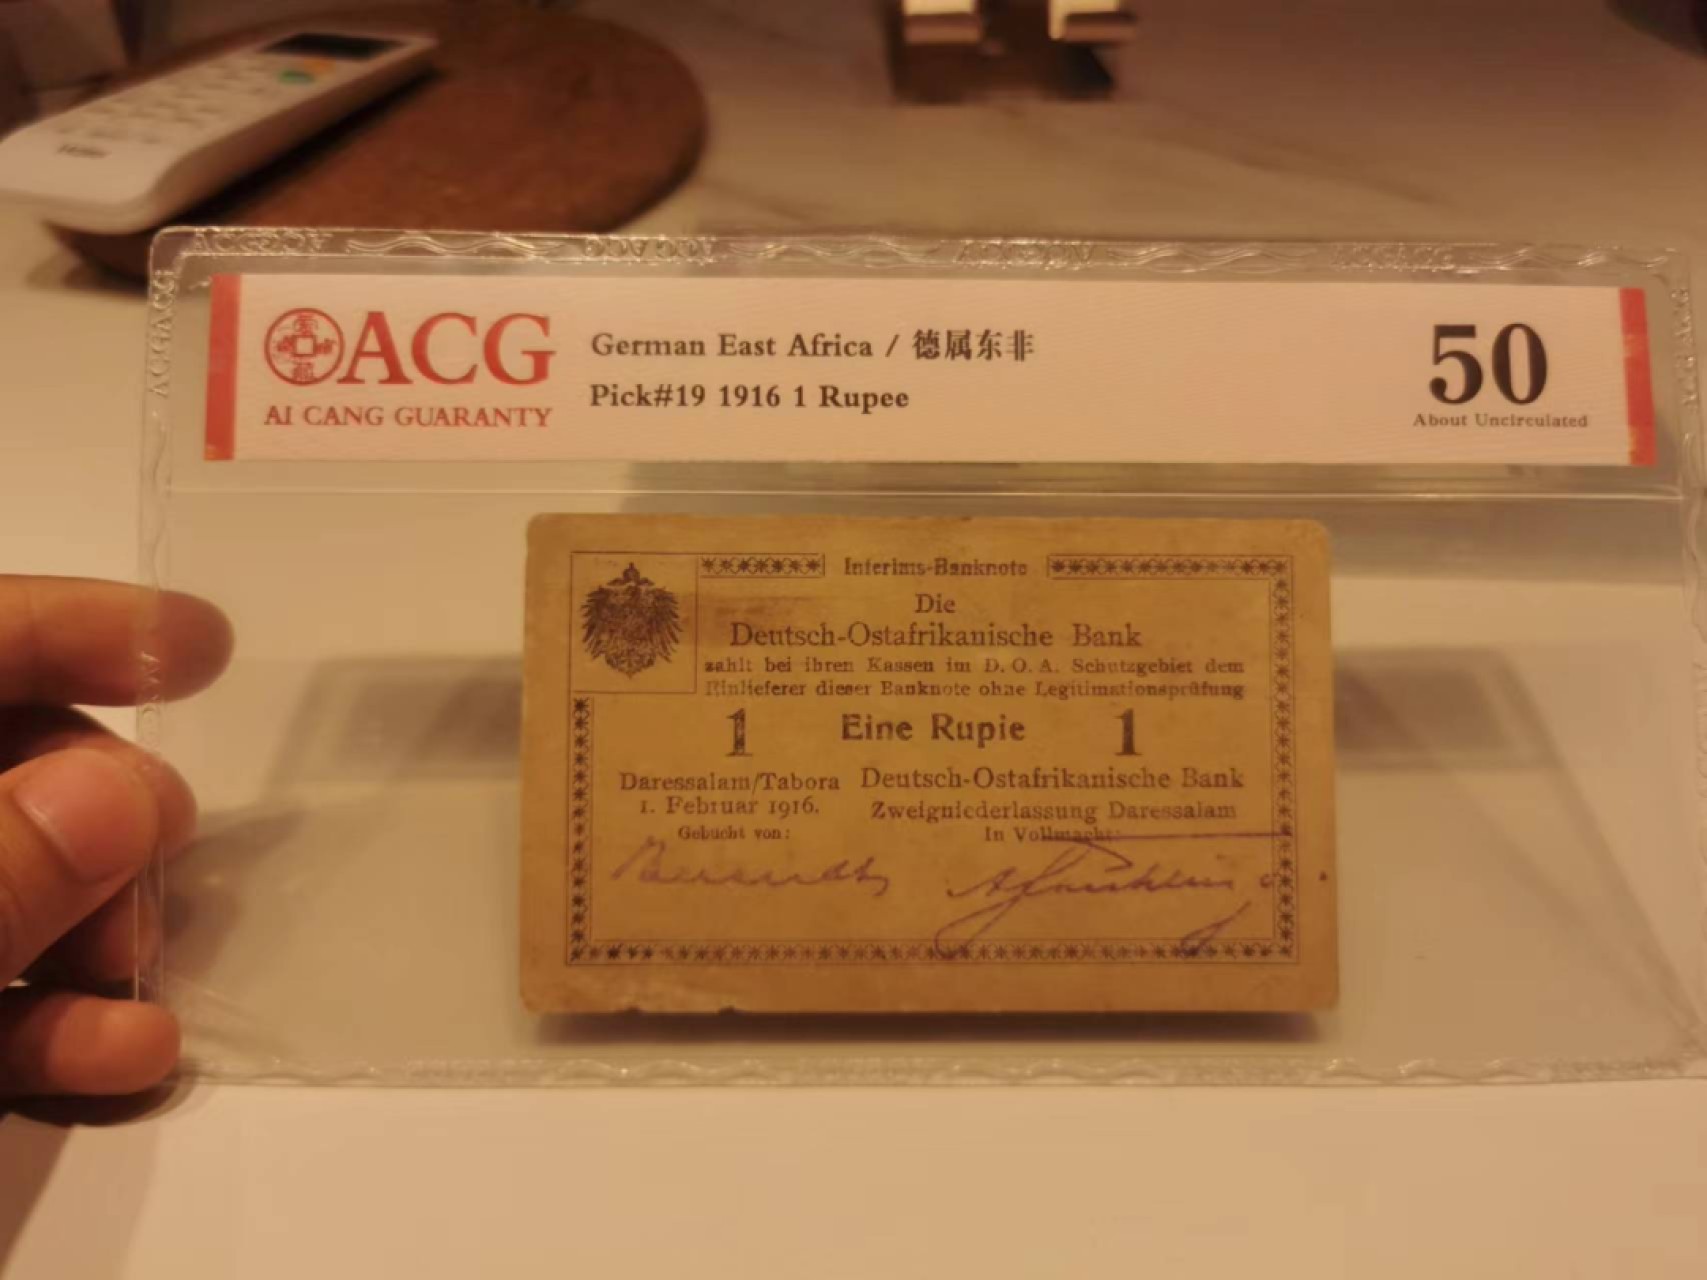 ACG
AI CANG GUARANTY
German East Africa / 德属东非
Pick#19 1916 1 Rupee
50
About Uncirculated
Interims-Banknote
Die
Deutsch-Ostafrikanische Bank
zahlt bei ihren Kassen im D. O. A. Schutzgebiet dem
Einlieferer dieser Banknote ohne Legitimationsprüfung
1 Eine Rupie 1
Daressalam/Tabora
1. Februar 1916.
Gebucht von:
Deutsch-Ostafrikanische Bank
Zweigniederlassung Daressalam
In Vollmacht: